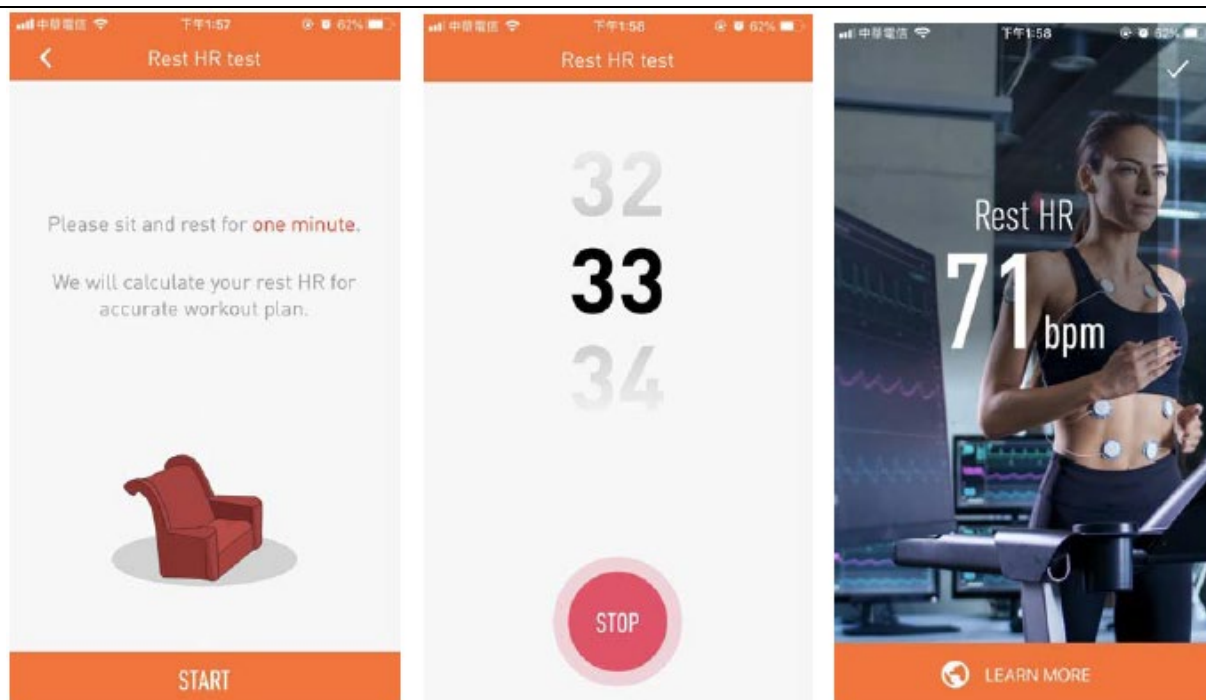 中華電信 下午1:57 62%
Rest HR test
Please sit and rest for one minute.
We will calculate your rest HR for
accurate workout plan.
START
中華電信 下午1:58 62%
Rest HR test
32
33
34
STOP
中華電信 下午1:58 62%
Rest HR
71 bpm
LEARN MORE